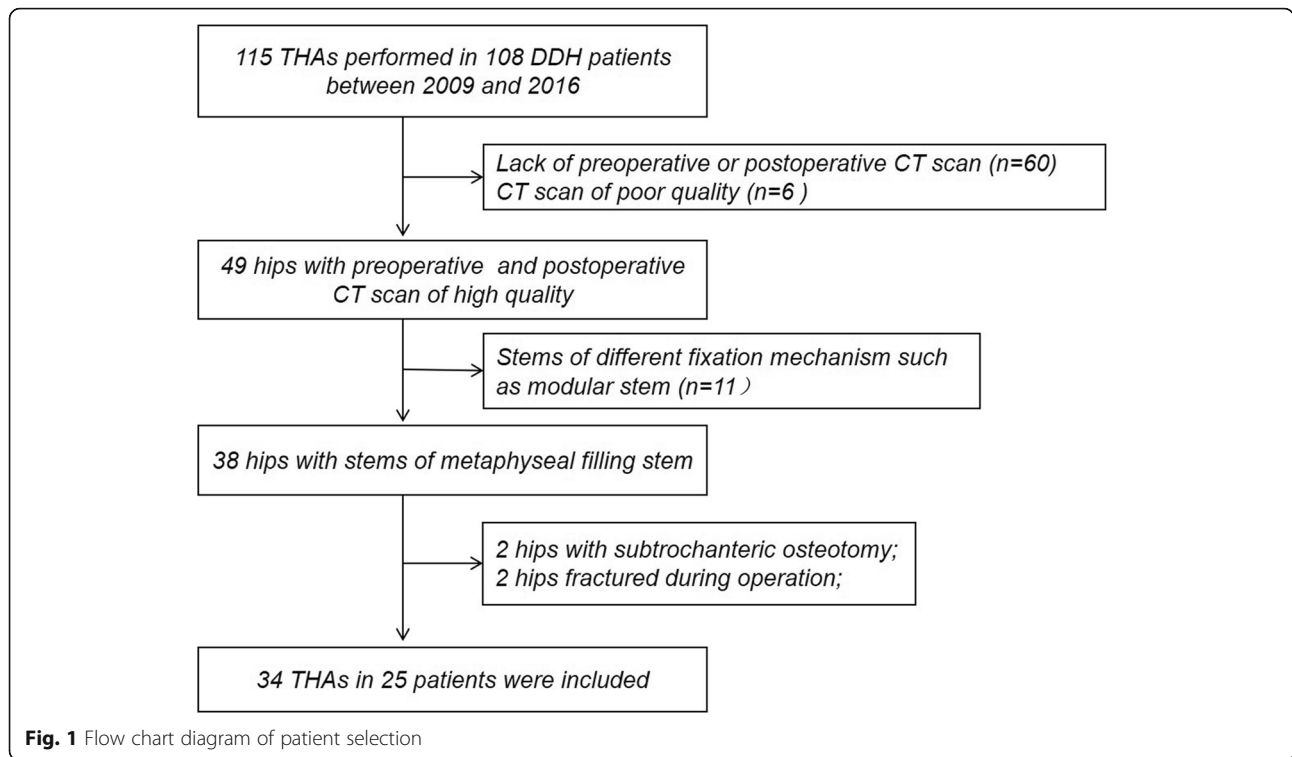 115 THAs performed in 108 DDH patients
between 2009 and 2016
Lack of preoperative or postoperative CT scan (n=60)
CT scan of poor quality (n=6 )
49 hips with preoperative and postoperative
CT scan of high quality
Stems of different fixation mechanism such
as modular stem (n=11）
38 hips with stems of metaphyseal filling stem
2 hips with subtrochanteric osteotomy;
2 hips fractured during operation;
34 THAs in 25 patients were included
Fig. 1 Flow chart diagram of patient selection